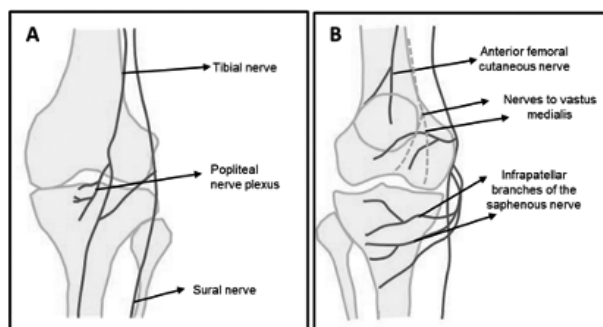 A
Tibial nerve
Popliteal
nerve plexus
Sural nerve
B
Anterior femoral
cutaneous nerve
Nerves to vastus
medialis
Infrapatellar
branches of the
saphenous nerve